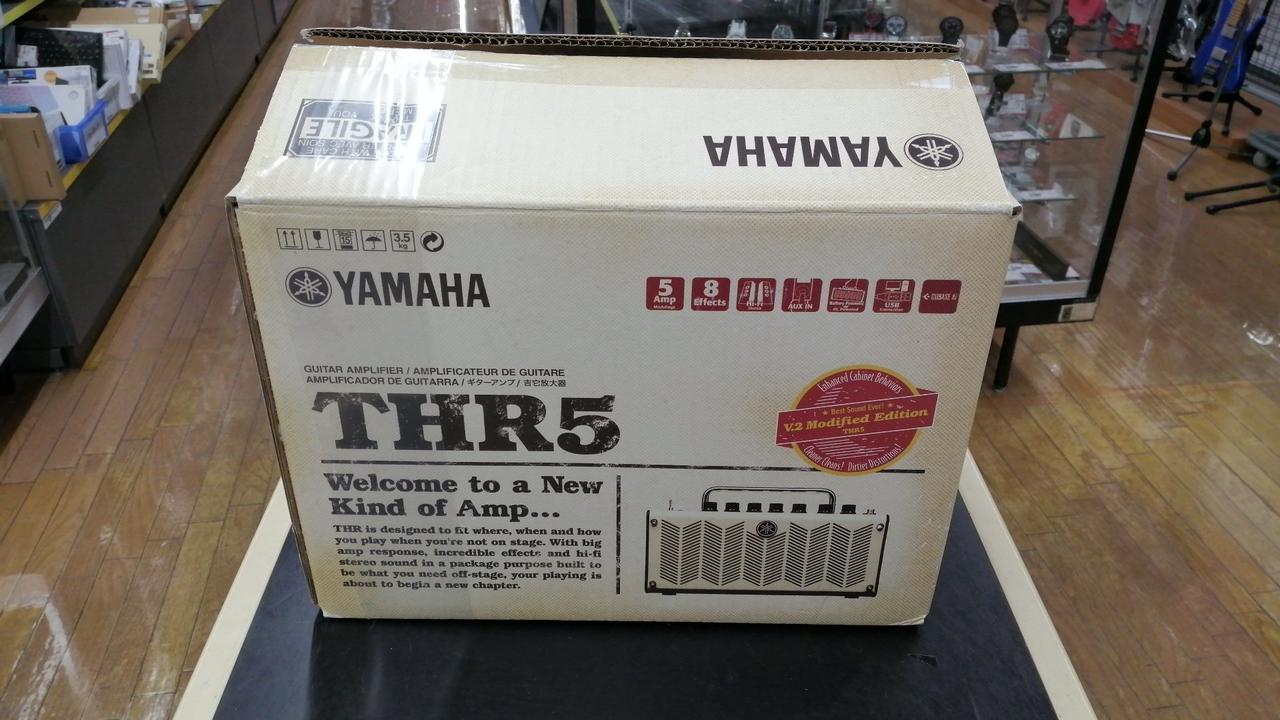 FRAGILE
YAMAHA
15
3.5
kg
YAMAHA
5
Amp
8
Effects
HI-FI
AUX IN
USB
CUBASE AI
GUITAR AMPLIFIER / AMPLIFICATEUR DE GUITARE
AMPLIFICADOR DE GUITARRA / ギターアンプ / 吉它放大器
THR5
Enhanced Cabinet Behaviors
Best Sound Ever!
V.2 Modified Edition
THR5
Cleaner Cleans! Dirtier Distortions!
Welcome to a New
Kind of Amp...
THR is designed to fit where, when and how
you play when you're not on stage. With big
amp response, incredible effects and hi-fi
stereo sound in a package purpose built to
be what you need off-stage, your playing is
about to begin a new chapter.